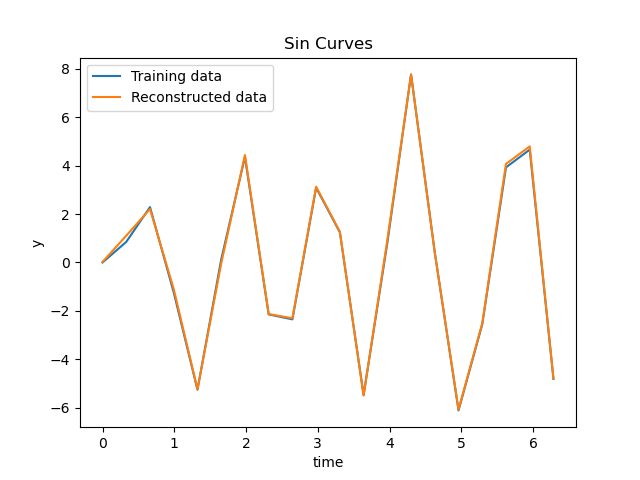 Sin Curves
Training data
Reconstructed data
8
6
4
2
0
−2
−4
−6
y
0 1 2 3 4 5 6
time